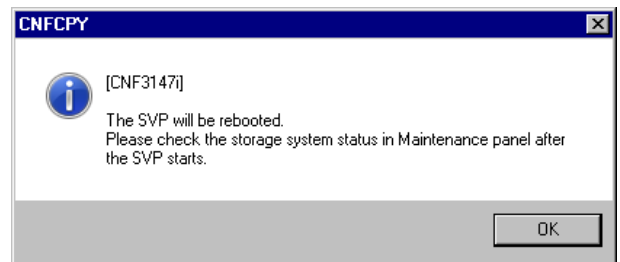 CNFCPY
[CNF3147i]
The SVP will be rebooted.
Please check the storage system status in Maintenance panel after
the SVP starts.
OK